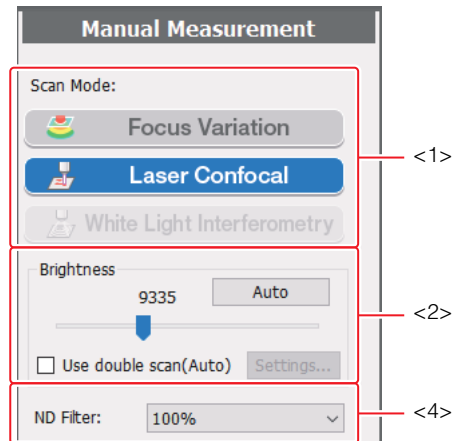 Manual Measurement
Scan Mode:
Focus Variation
Laser Confocal
<1>
White Light Interferometry
Brightness
9335 Auto
<2>
Use double scan(Auto) Settings...
ND Filter: 100%
<4>